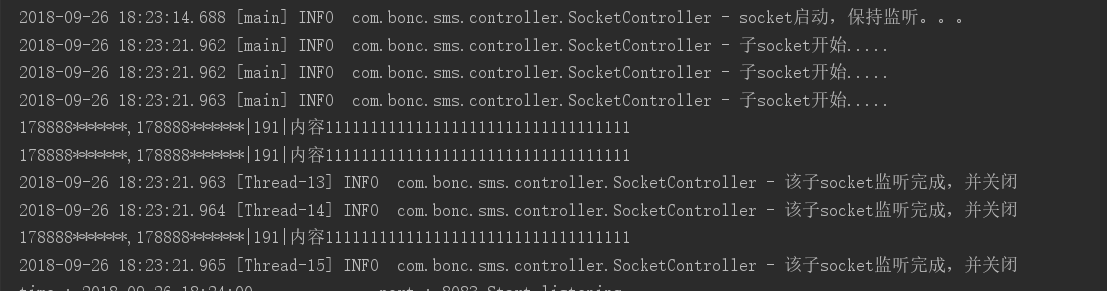 2018-09-26 18:23:14.688 [main] INFO  com.bonc.sms.controller.SocketController - socket启动，保持监听。。。
2018-09-26 18:23:21.962 [main] INFO  com.bonc.sms.controller.SocketController - 子socket开始.....
2018-09-26 18:23:21.962 [main] INFO  com.bonc.sms.controller.SocketController - 子socket开始.....
2018-09-26 18:23:21.963 [main] INFO  com.bonc.sms.controller.SocketController - 子socket开始.....
178888******,178888******|191|内容1111111111111111111111111111111111
178888******,178888******|191|内容1111111111111111111111111111111111
2018-09-26 18:23:21.963 [Thread-13] INFO  com.bonc.sms.controller.SocketController - 该子socket监听完成，并关闭
2018-09-26 18:23:21.964 [Thread-14] INFO  com.bonc.sms.controller.SocketController - 该子socket监听完成，并关闭
178888******,178888******|191|内容1111111111111111111111111111111111
2018-09-26 18:23:21.965 [Thread-15] INFO  com.bonc.sms.controller.SocketController - 该子socket监听完成，并关闭
time : 2018-09-26 18:24:00 port : 8083 Start listening